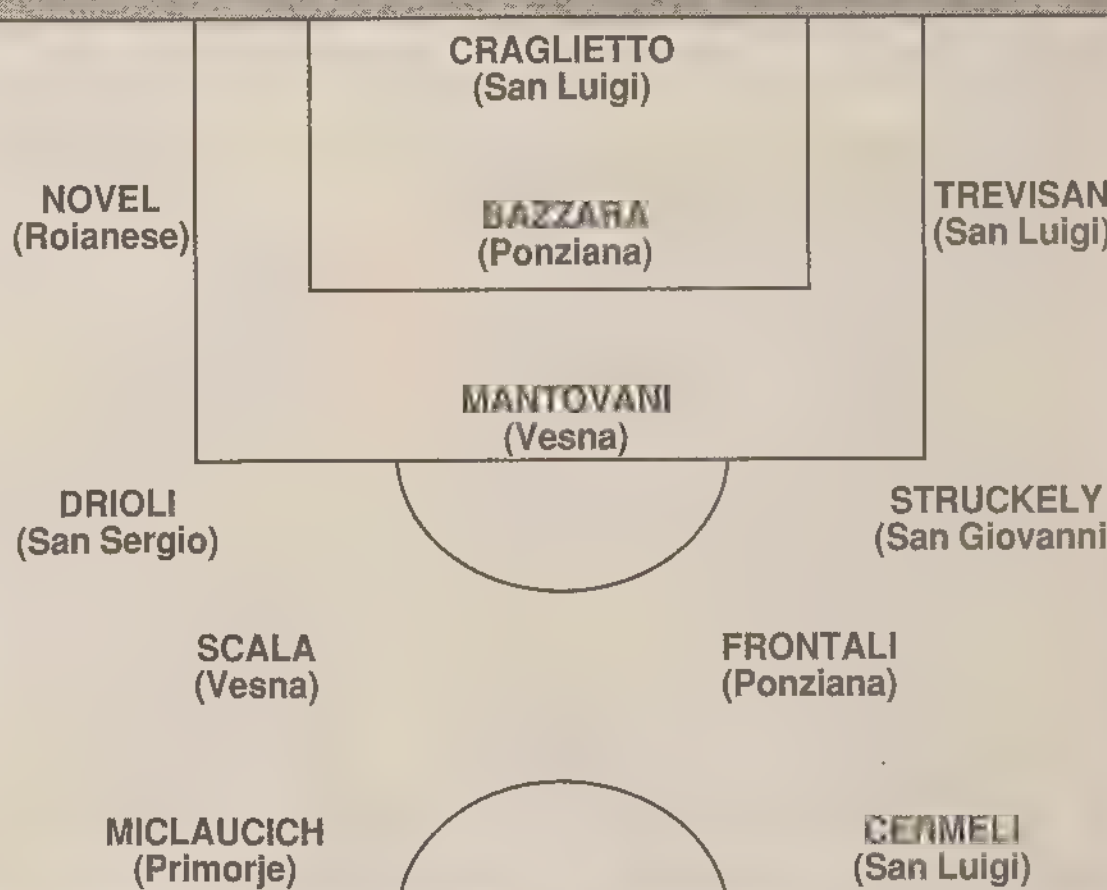 CRAGLIETTO
(San Luigi)
NOVEL
(Roianese)
BAZZARA
(Ponziana)
TREVISAN
(San Luigi)
MANTOVANI
(Vesna)
DRIOLI
(San Sergio)
STRUCKELY
(San Giovanni
SCALA
(Vesna)
FRONTALI
(Ponziana)
MICLAUCICH
(Primorje)
CERMELI
(San Luigi)